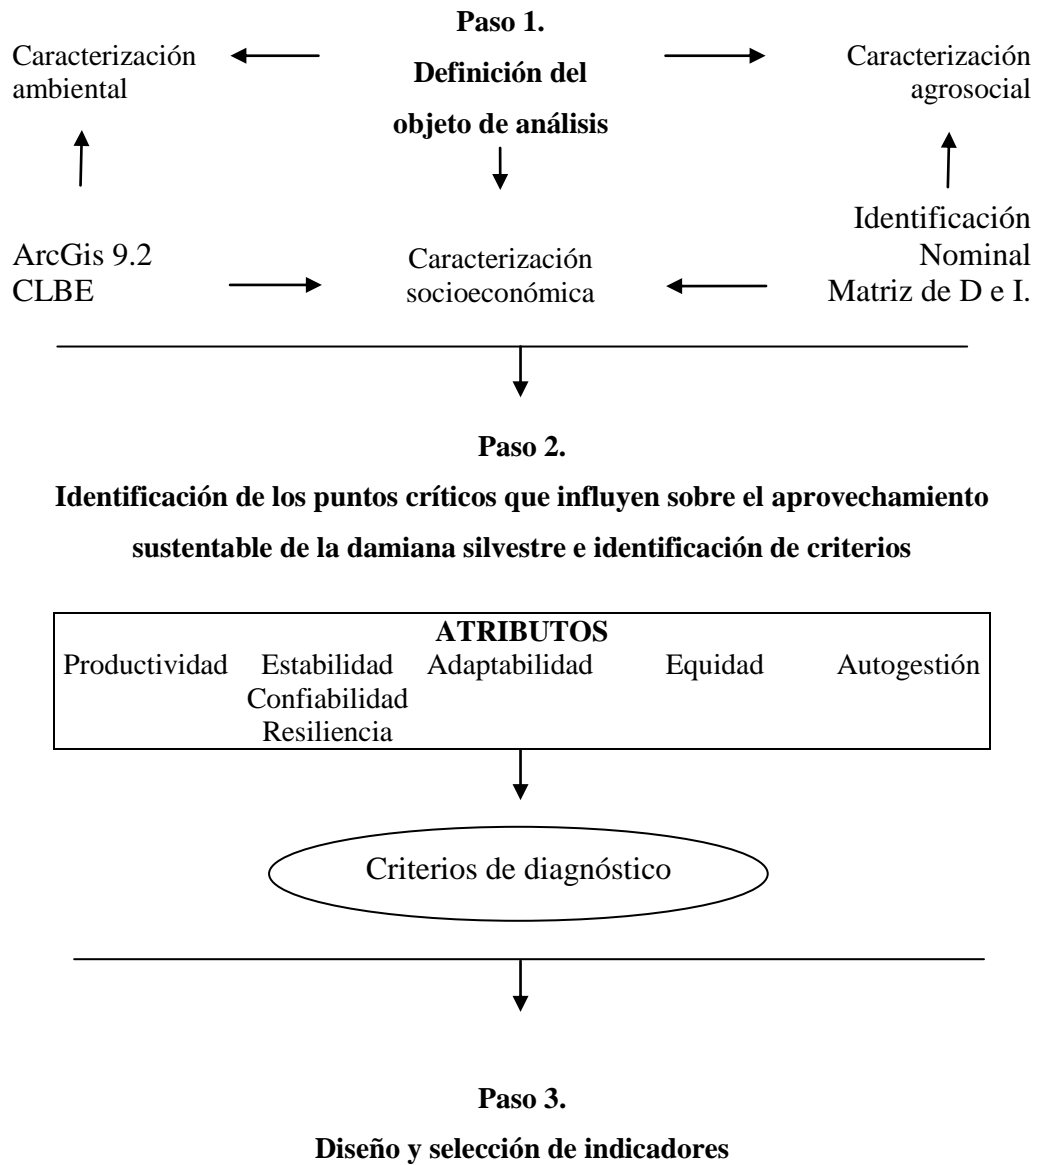 Paso 1.
Definición del
objeto de análisis
Caracterización
ambiental
Caracterización
agrosocial
ArcGis 9.2
CLBE
Caracterización
socioeconómica
Identificación
Nominal
Matriz de D e I.
Paso 2.
Identificación de los puntos críticos que influyen sobre el aprovechamiento
sustentable de la damiana silvestre e identificación de criterios
ATRIBUTOS
Productividad Estabilidad Adaptabilidad Equidad Autogestión
Confiabilidad
Resiliencia
Criterios de diagnóstico
Paso 3.
Diseño y selección de indicadores